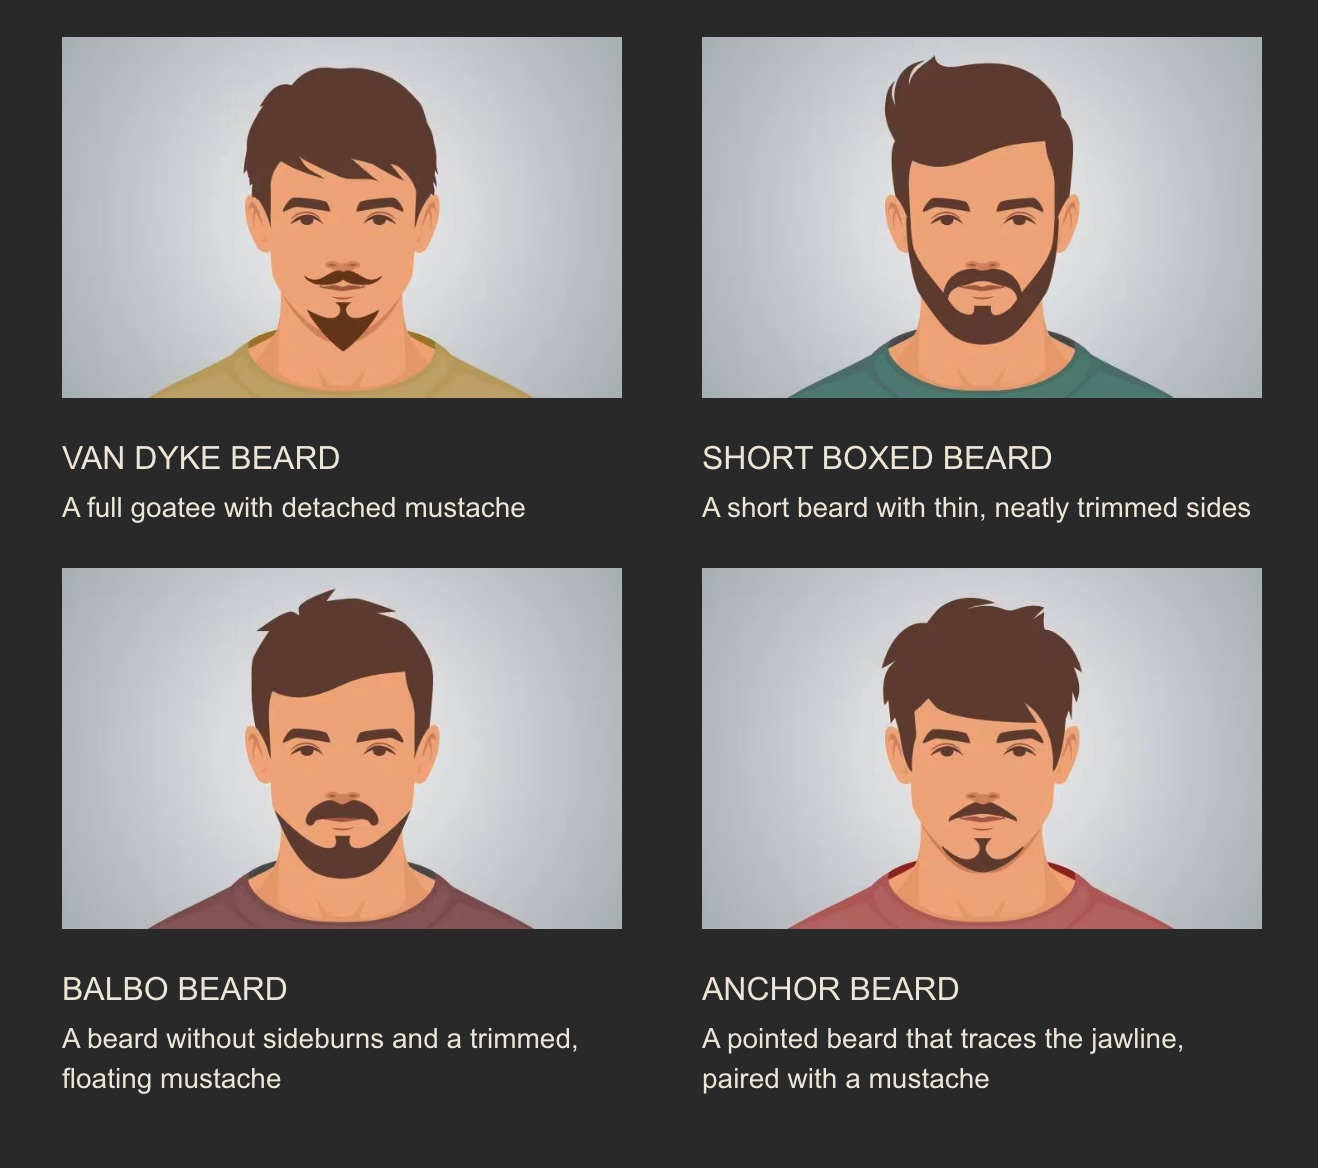 VAN DYKE BEARD
A full goatee with detached mustache
SHORT BOXED BEARD
A short beard with thin, neatly trimmed sides
BALBO BEARD
A beard without sideburns and a trimmed,
floating mustache
ANCHOR BEARD
A pointed beard that traces the jawline,
paired with a mustache